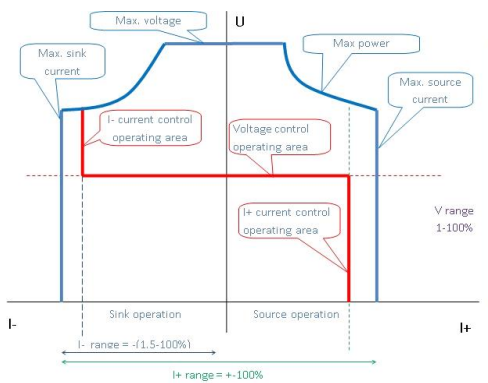 Max. voltage
U
Max. sink
current
Max power
Max. source
current
I- current control
operating area
Voltage control
operating area
I+ current control
operating area
V range
1-100%
Sink operation
Source operation
I-
I+
I- range = -(1.5-100%)
I+ range = +-100%